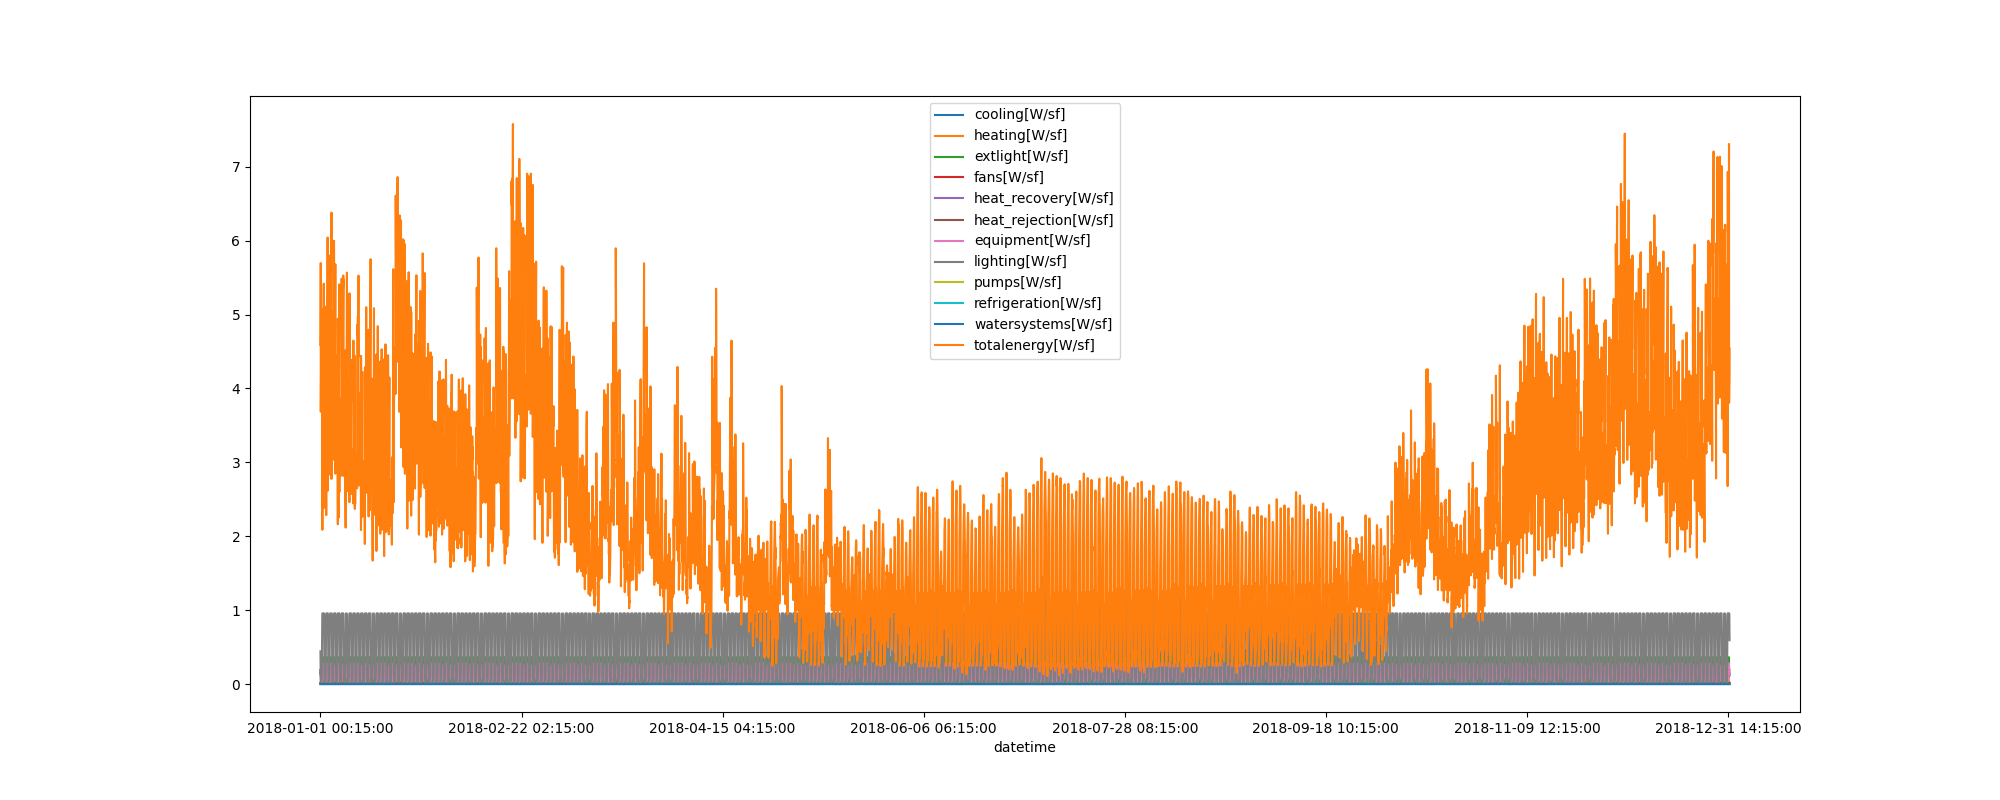 cooling[W/sf]
heating[W/sf]
extlight[W/sf]
fans[W/sf]
heat_recovery[W/sf]
heat_rejection[W/sf]
equipment[W/sf]
lighting[W/sf]
pumps[W/sf]
refrigeration[W/sf]
watersystems[W/sf]
totalenergy[W/sf]
7
6
5
4
3
2
1
0
2018-01-01 00:15:00 2018-02-22 02:15:00 2018-04-15 04:15:00 2018-06-06 06:15:00 2018-07-28 08:15:00 2018-09-18 10:15:00 2018-11-09 12:15:00 2018-12-31 14:15:00
datetime